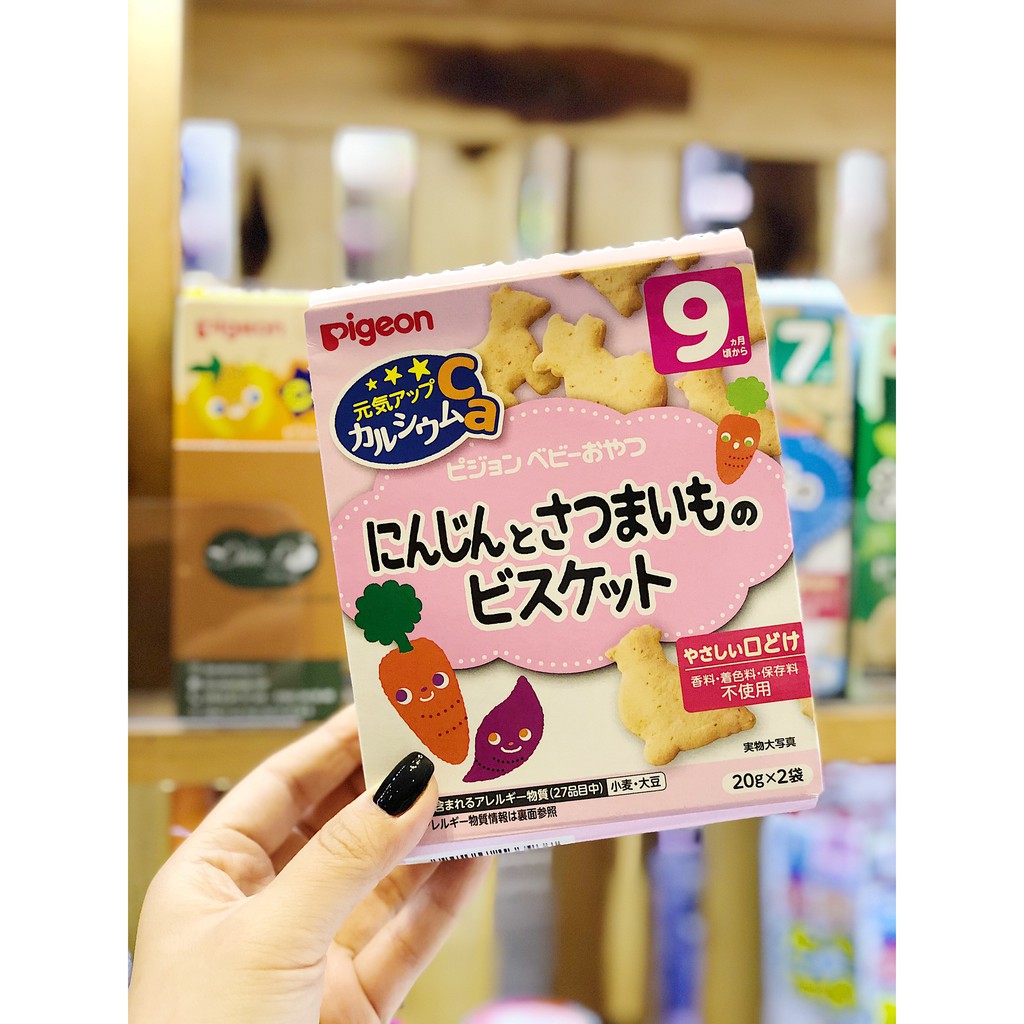 Pigeon
9
ヵ月
頃から
元気アップ
カルシウム
Ca
ピジョン ベビーおやつ
にんじんとさつまいもの
ビスケット
やさしい口どけ
香料・着色料・保存料
不使用
実物大写真
20g×2袋
含まれるアレルギー物質(27品目中) 小麦・大豆
レルギー物質情報は裏面参照
Pigeon
7